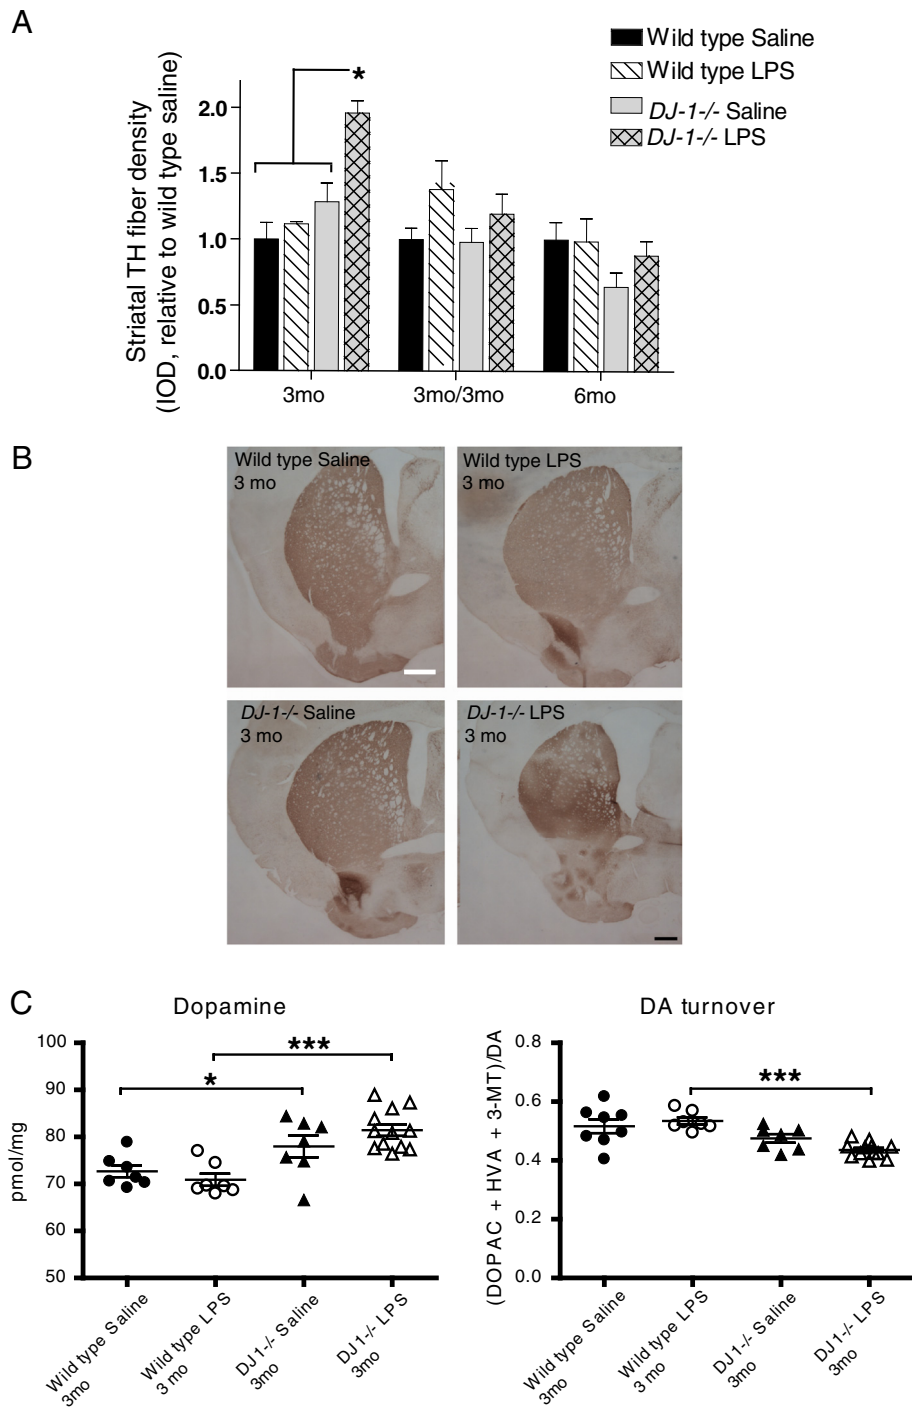 A
Wild type Saline
Wild type LPS
DJ-1-/- Saline
DJ-1-/- LPS
*
Striatal TH fiber density
(IOD, relative to wild type saline)
2.0
1.5
1.0
0.5
0.0
3mo
3mo/3mo
6mo
B
Wild type Saline
3 mo
Wild type LPS
3 mo
DJ-1-/- Saline
3 mo
DJ-1-/- LPS
3 mo
C
Dopamine
pmol/mg
100
90
80
70
60
50
*
***
Wild type Saline
3mo
Wild type LPS
3 mo
DJ1-/- Saline
3mo
DJ1-/- LPS
3mo
DA turnover
(DOPAC + HVA + 3-MT)/DA
0.8
0.6
0.4
0.2
0.0
***
Wild type Saline
3mo
Wild type LPS
3 mo
DJ1-/- Saline
3mo
DJ1-/- LPS
3mo